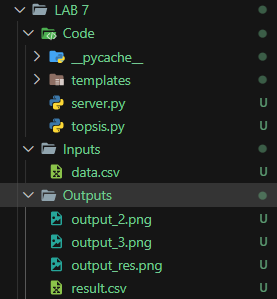 LAB 7
Code
__pycache__
templates
server.py U
topsis.py U
Inputs
data.csv U
Outputs
output_2.png U
output_3.png U
output_res.png U
result.csv U